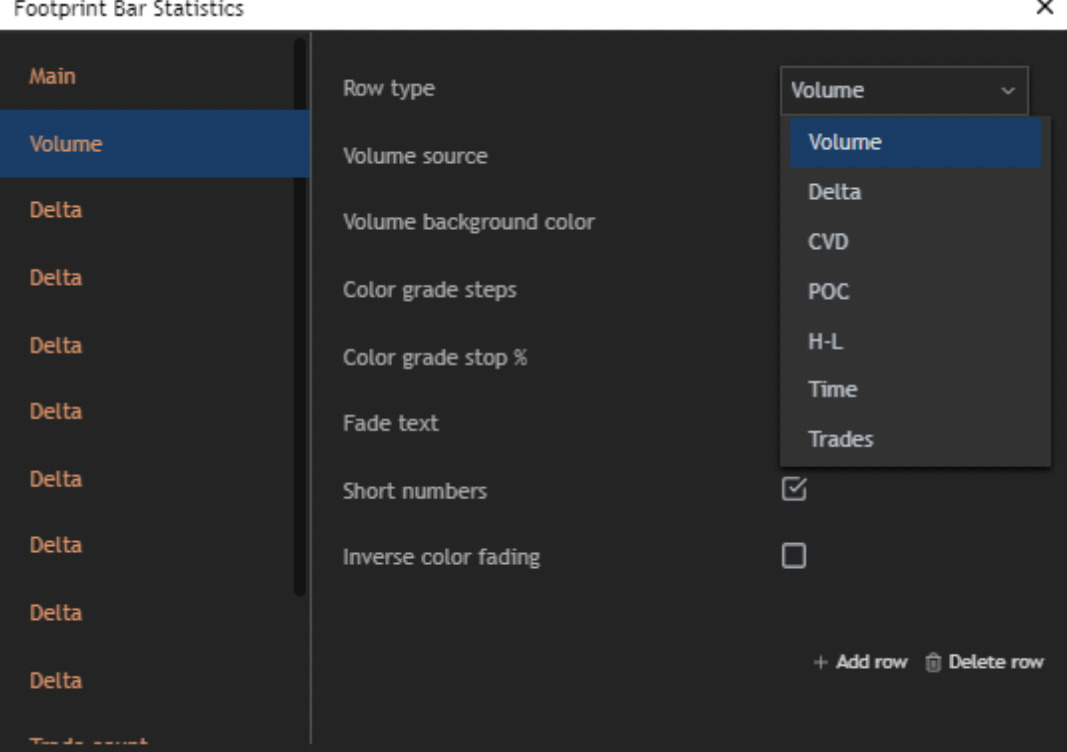 Footprint Bar Statistics
Main
Volume
Delta
Delta
Delta
Delta
Delta
Delta
Delta
Delta
Trade count
Row type
Volume
Volume source
Volume background color
Color grade steps
Color grade stop %
Fade text
Short numbers
Inverse color fading
Volume
Delta
CVD
POC
H-L
Time
Trades
+ Add row
Delete row